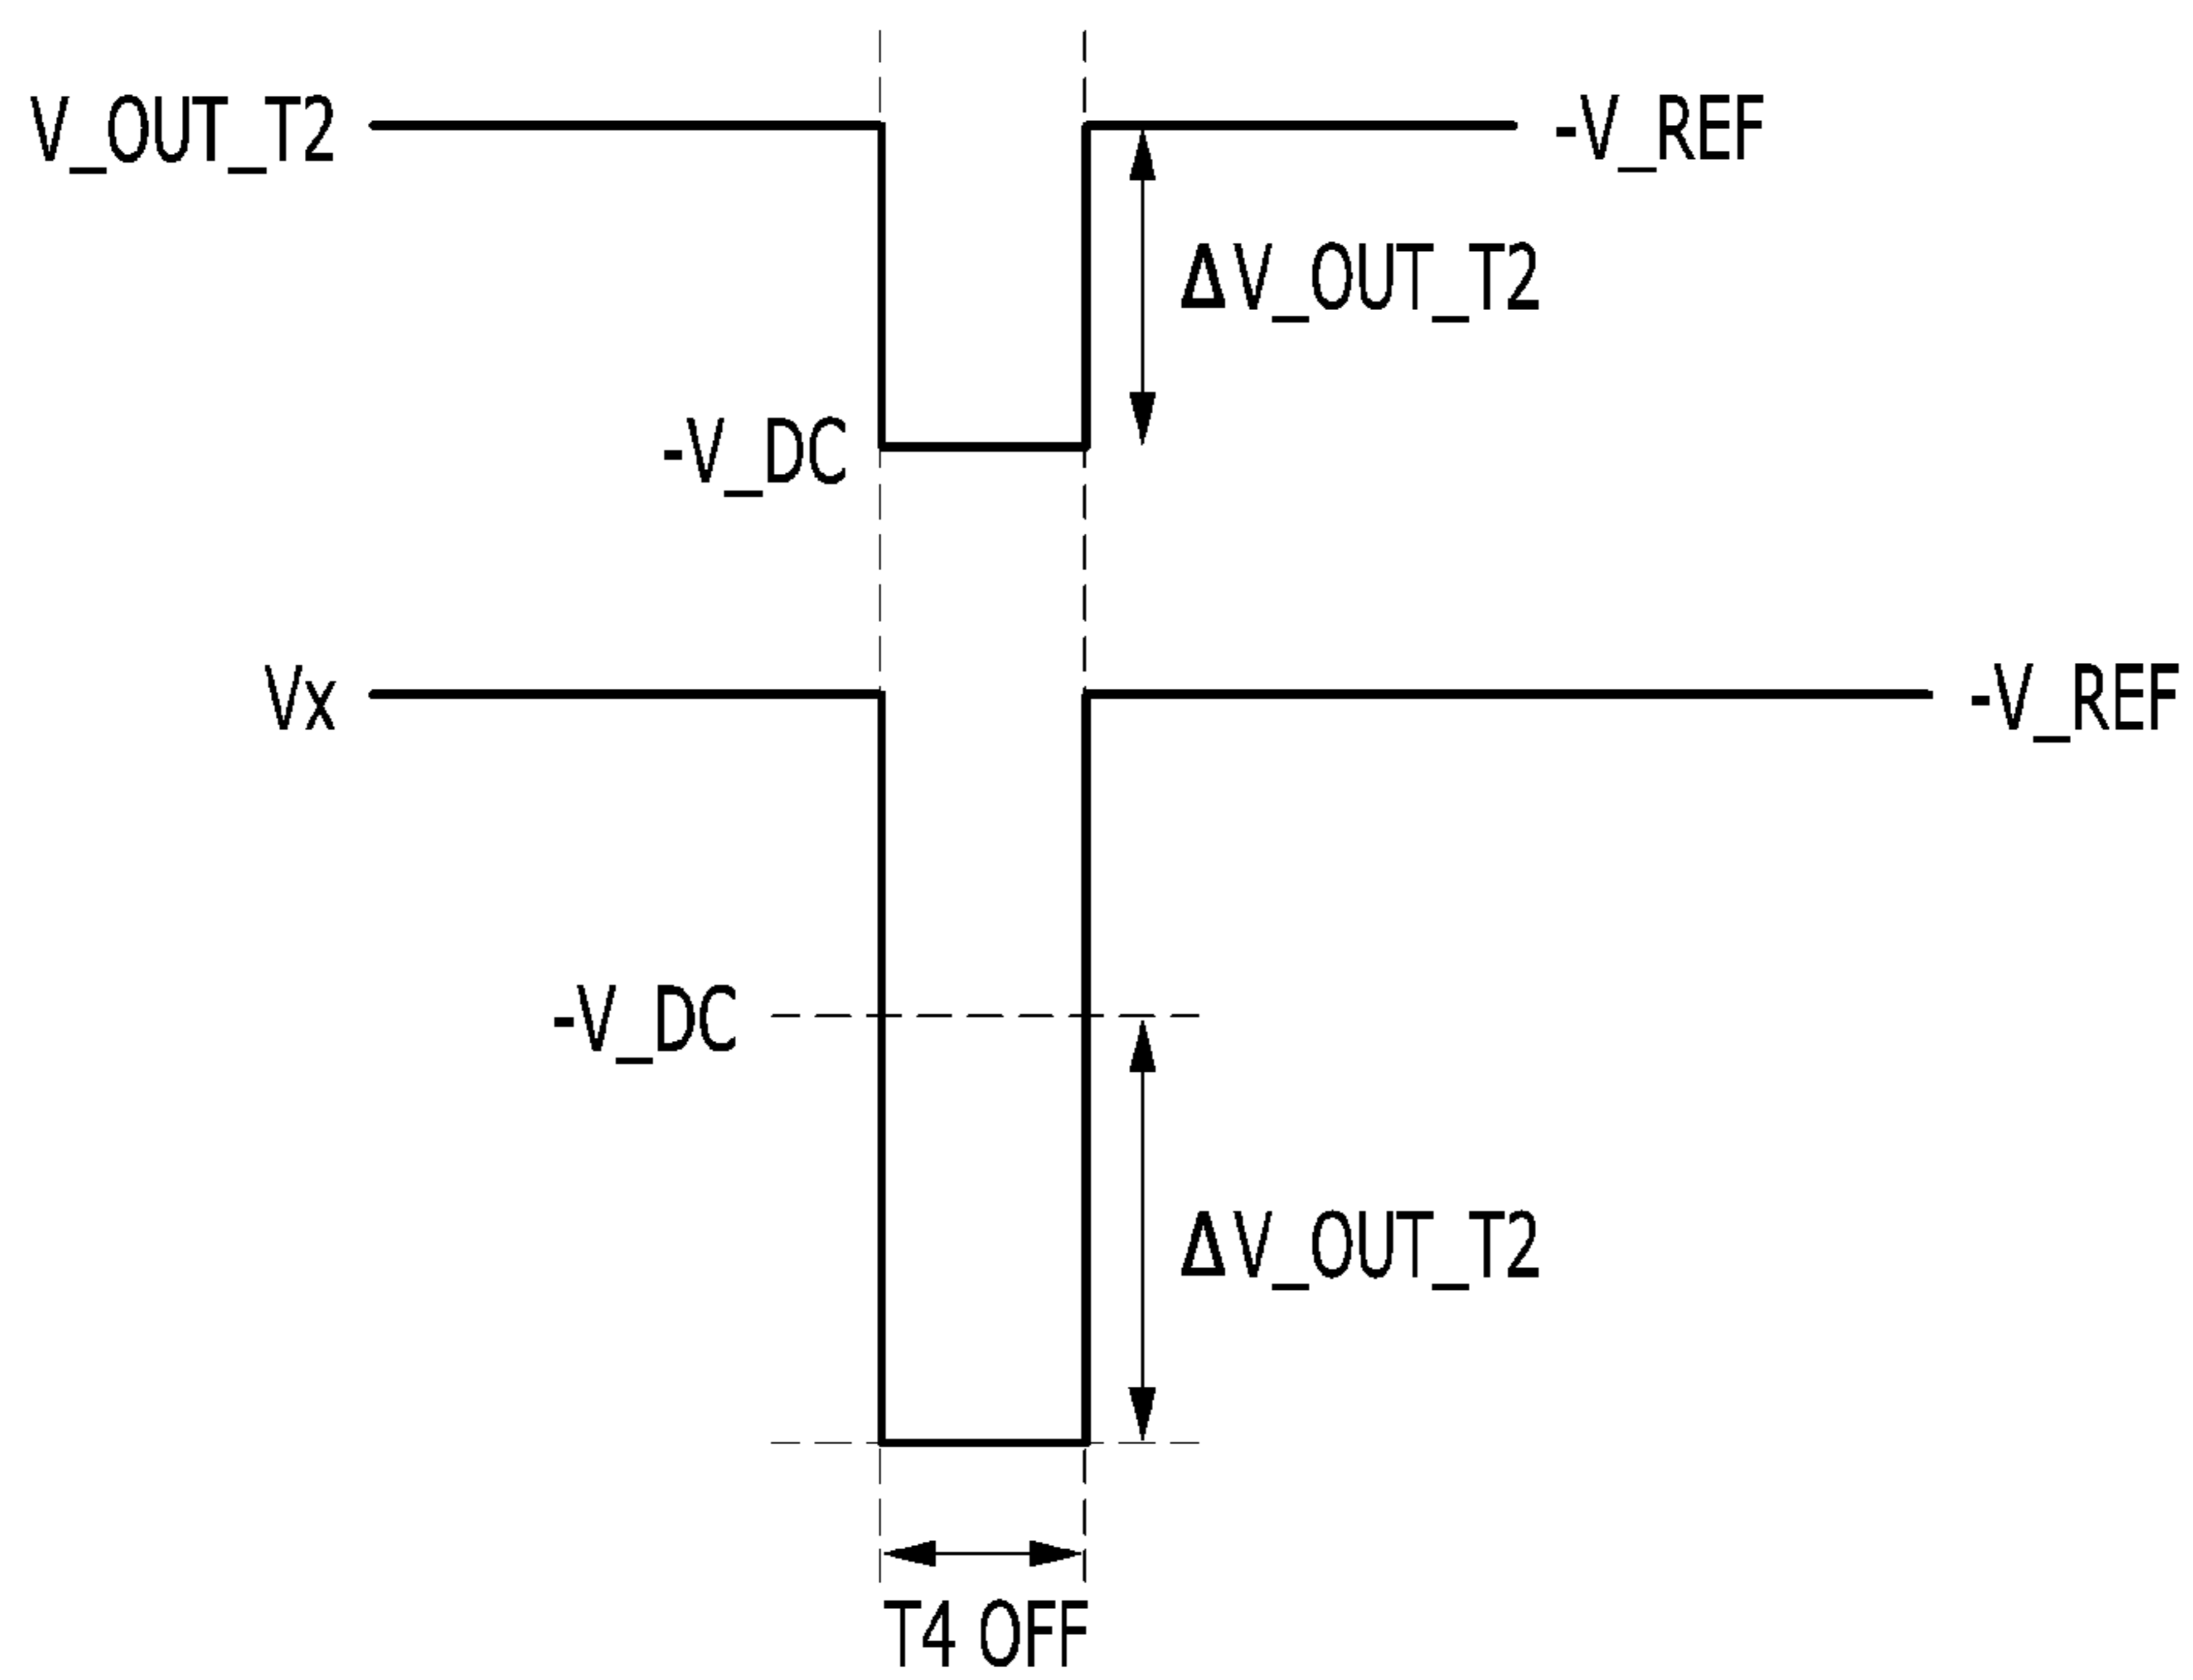 V_OUT_T2
-V_REF
ΔV_OUT_T2
-V_DC
Vx
-V_REF
-V_DC
ΔV_OUT_T2
T4 OFF